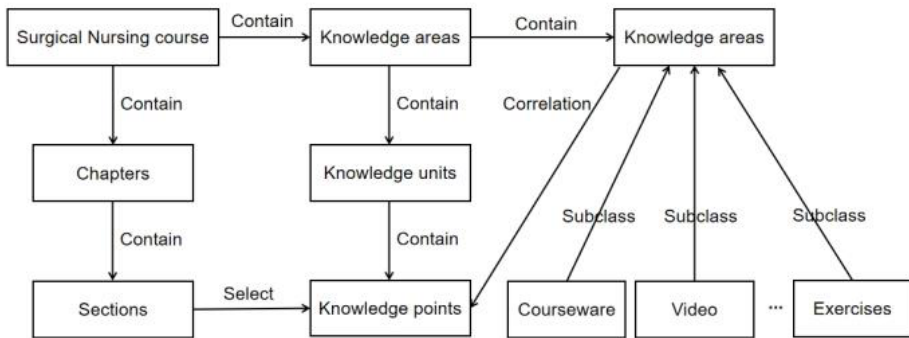 Surgical Nursing course
Contain
Knowledge areas
Contain
Knowledge areas
Contain
Contain
Correlation
Chapters
Knowledge units
Contain
Contain
Subclass
Subclass
Subclass
Sections
Select
Knowledge points
Courseware
Video
...
Exercises